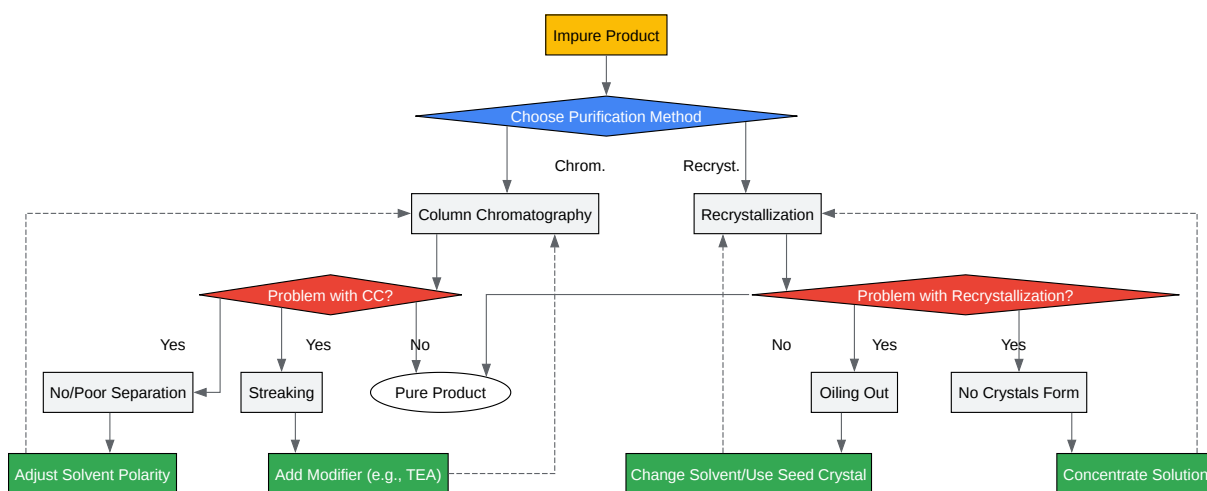 Impure Product
Choose Purification Method
Chrom.
Recryst.
Column Chromatography
Recrystallization
Problem with CC?
Problem with Recrystallization?
Yes
Yes
No
No
Yes
Yes
No/Poor Separation
Streaking
Pure Product
Oiling Out
No Crystals Form
Adjust Solvent Polarity
Add Modifier (e.g., TEA)
Change Solvent/Use Seed Crystal
Concentrate Solution